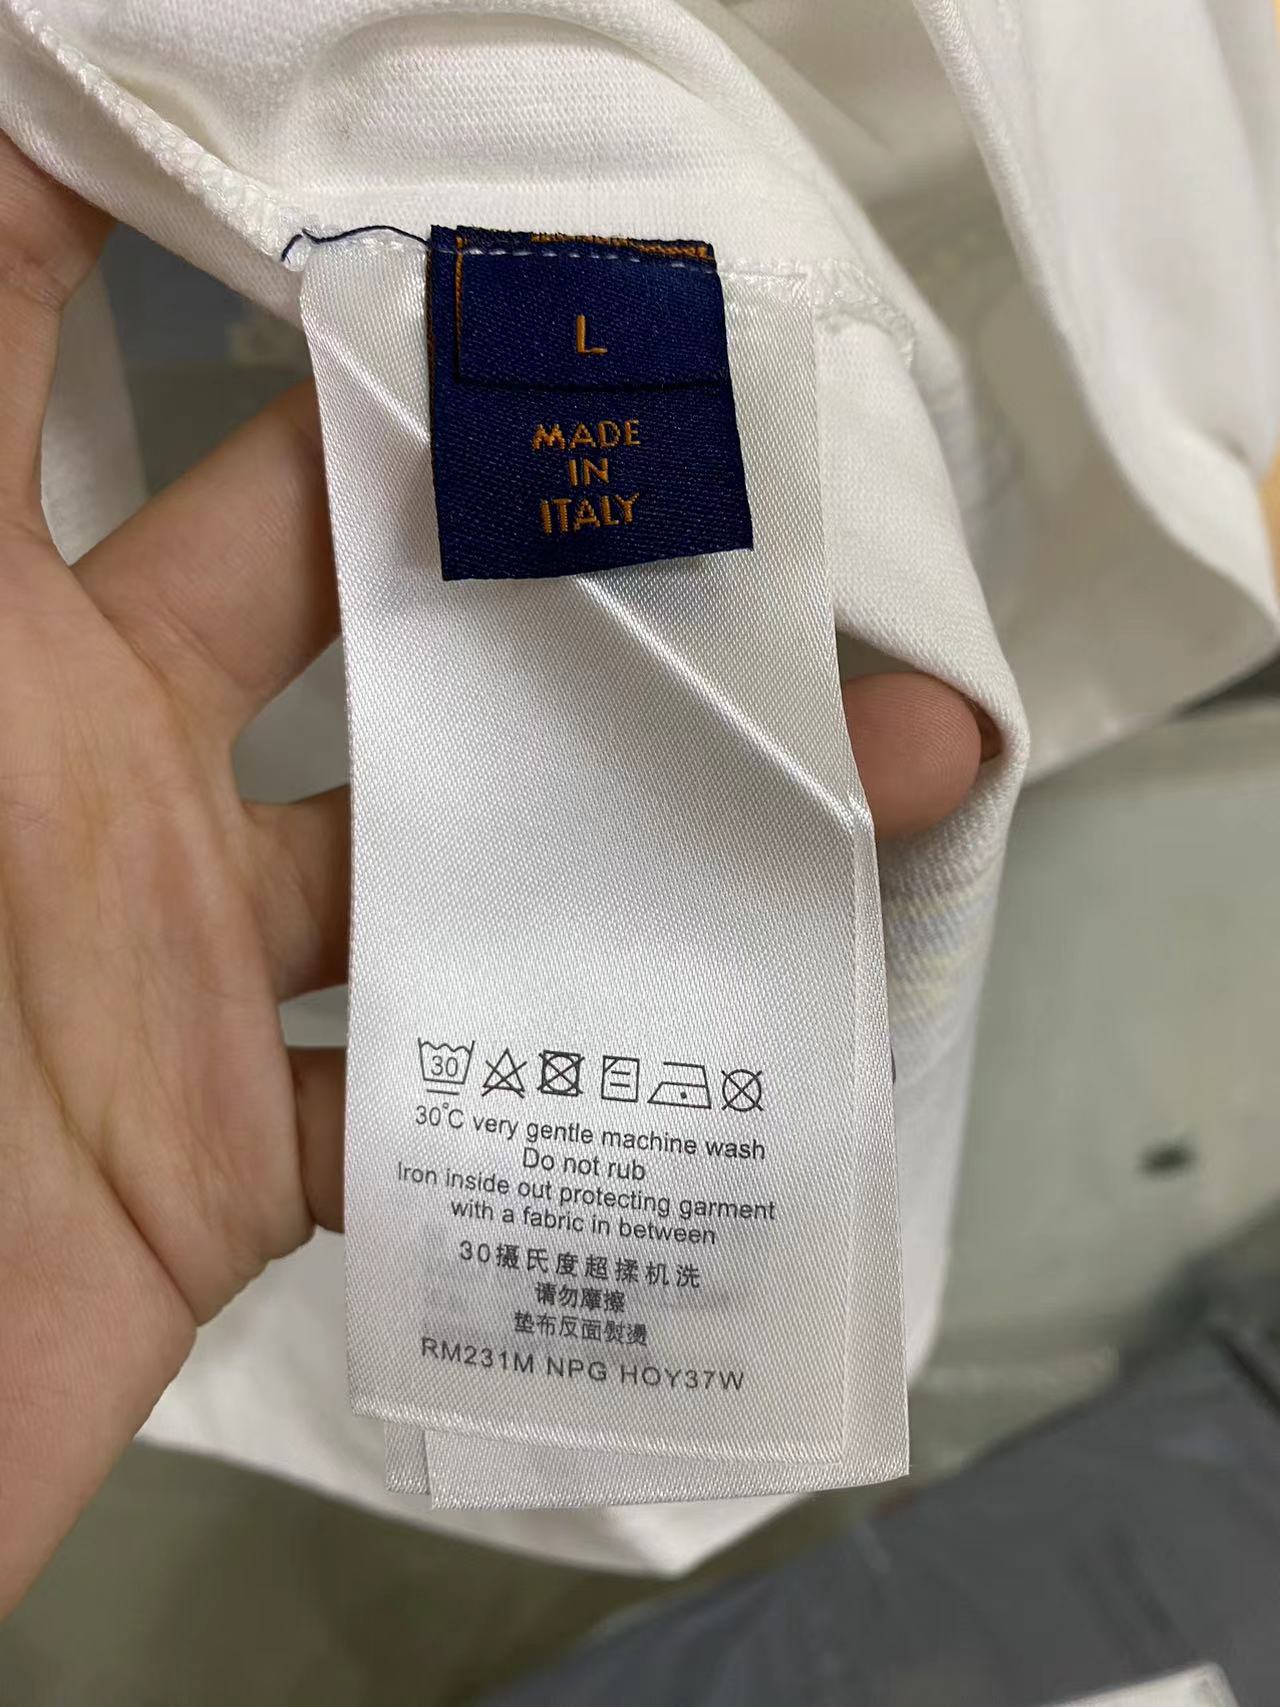 L
MADE
IN
ITALY
30
30°C very gentle machine wash
Do not rub
Iron inside out protecting garment
with a fabric in between
30摄氏度超揉机洗
请勿摩擦
垫布反面熨烫
RM231M NPG HOY37W